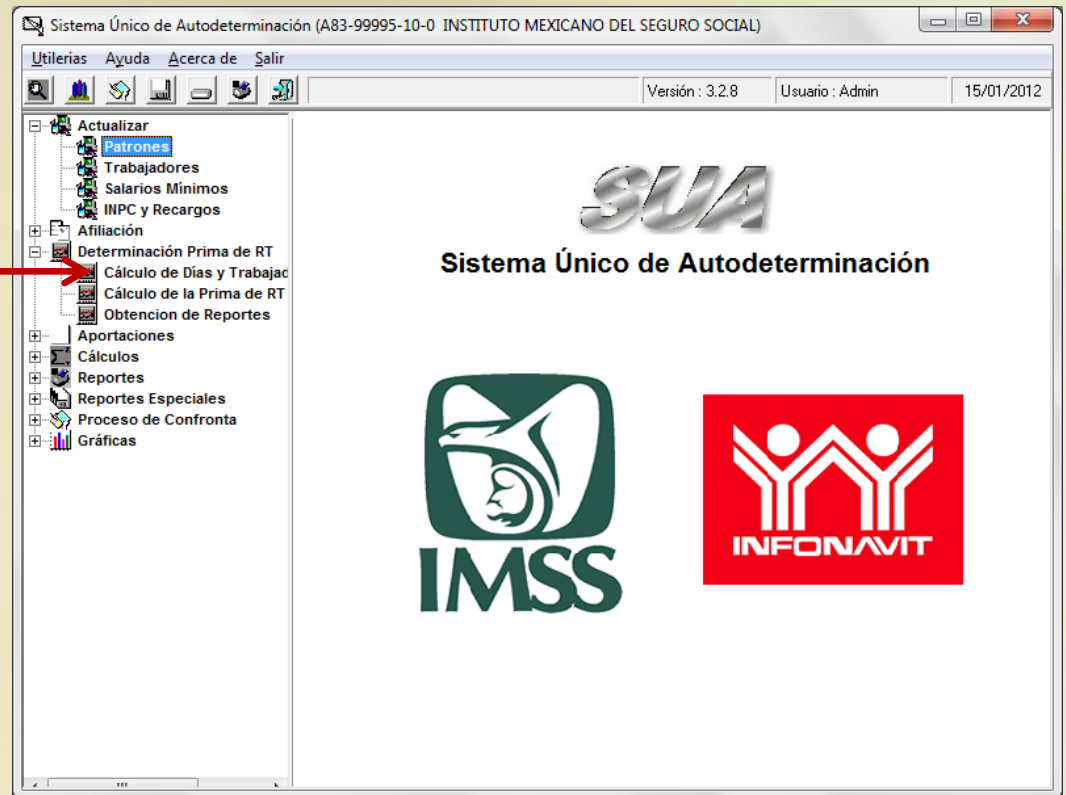 Sistema Único de Autodeterminación (A83-99995-10-0 INSTITUTO MEXICANO DEL SEGURO SOCIAL)
Utilerias Ayuda Acerca de Salir
Versión : 3.2.8 Usuario : Admin 15/01/2012
Actualizar
Patrones
Trabajadores
Salarios Mínimos
INPC y Recargos
Afiliación
Determinación Prima de RT
Cálculo de Días y Trabajad
Cálculo de la Prima de RT
Obtencion de Reportes
Aportaciones
Cálculos
Reportes
Reportes Especiales
Proceso de Confronta
Gráficas
SUA
Sistema Único de Autodeterminación
IMSS
INFONAVIT